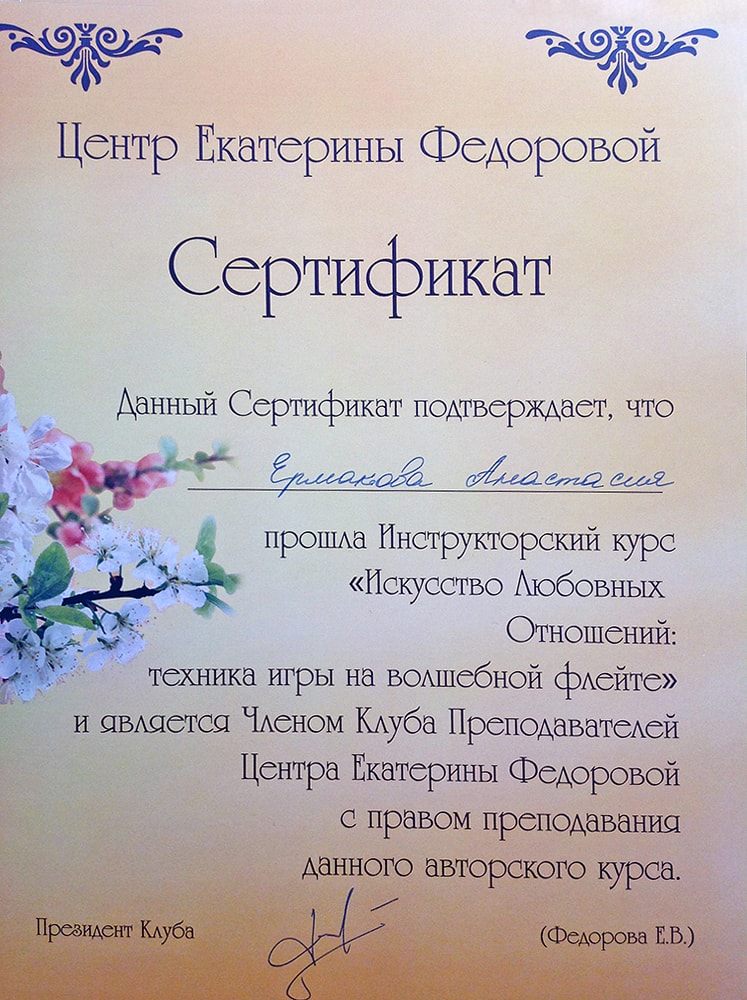 Центр Екатерины Федоровой
Сертификат
Данный Сертификат подтверждает, что
Ермакова Анастасия
прошла Инструкторский курс
«Искусство Любовных
Отношений:
техника игры на волшебной флейте»
и является Членом Клуба Преподавателей
Центра Екатерины Федоровой
с правом преподавания
данного авторского курса.
Президент Клуба (Федорова Е.В.)